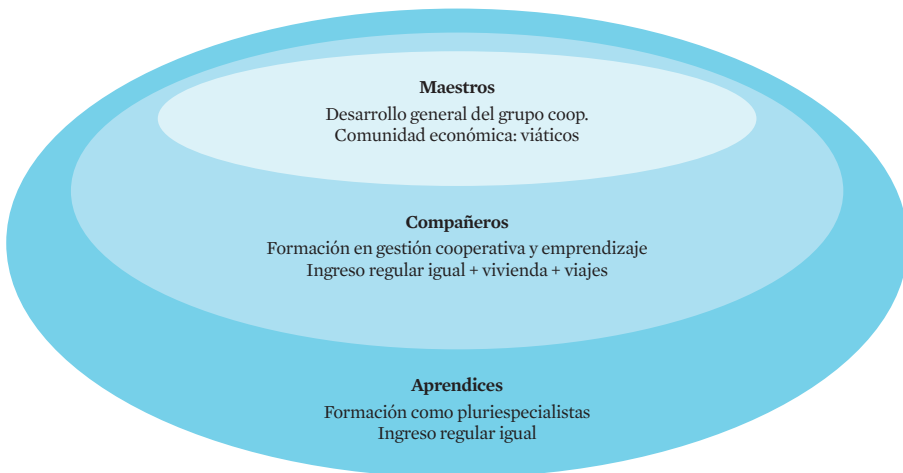 Maestros
Desarrollo general del grupo coop.
Comunidad económica: viáticos
Compañeros
Formación en gestión cooperativa y emprendizaje
Ingreso regular igual + vivienda + viajes
Aprendices
Formación como pluriespecialistas
Ingreso regular igual